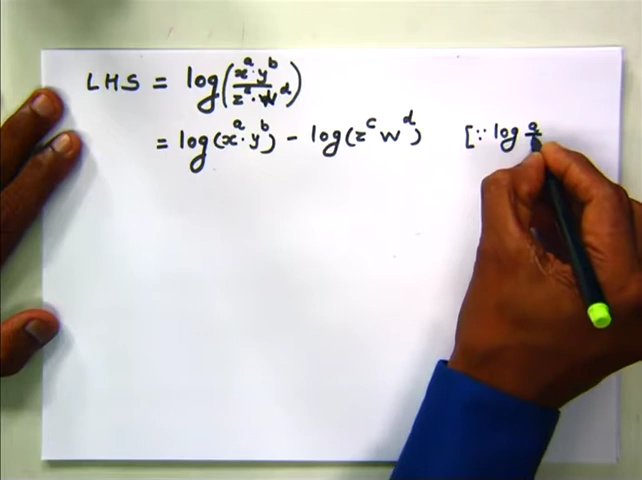 LHS = log(x^a · y^b / z^c · w^d)
= log(x^a · y^b) - log(z^c w^d) [∵ log a/